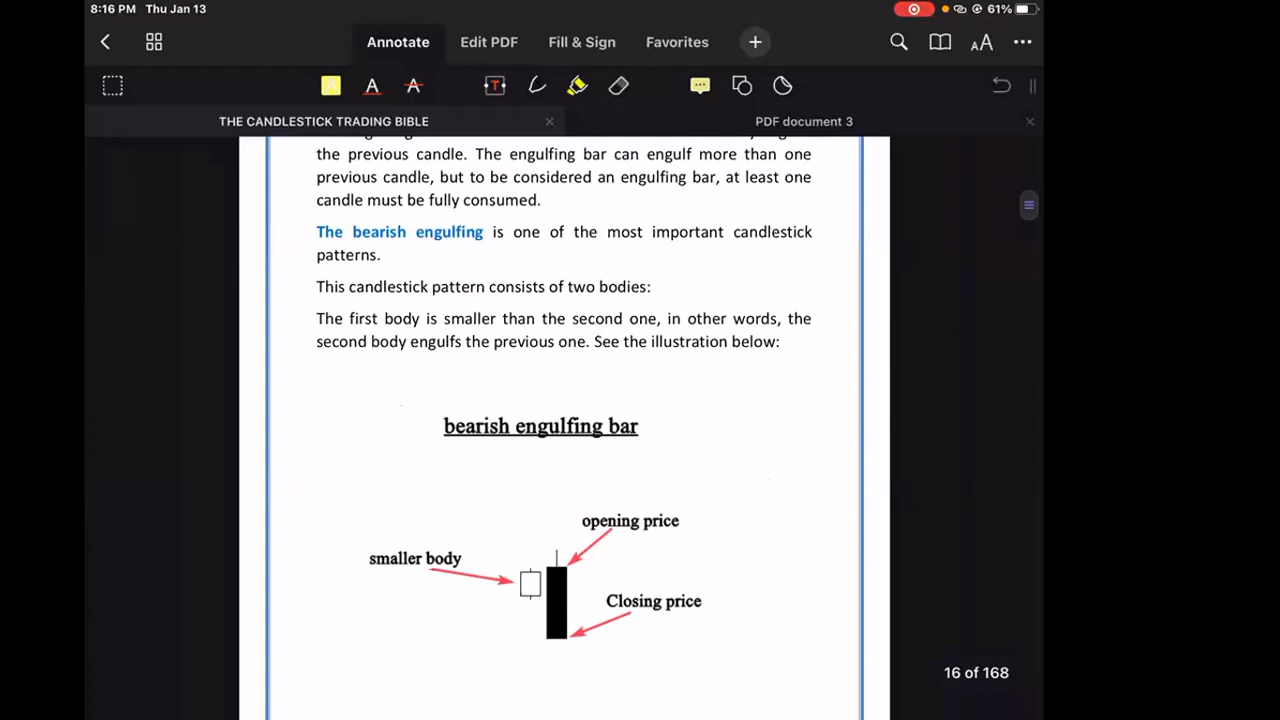 8:16 PM Thu Jan 13
61%
Annotate Edit PDF Fill & Sign Favorites
A A A T AA
THE CANDLESTICK TRADING BIBLE PDF document 3
the previous candle. The engulfing bar can engulf more than one
previous candle, but to be considered an engulfing bar, at least one
candle must be fully consumed.
The bearish engulfing is one of the most important candlestick
patterns.
This candlestick pattern consists of two bodies:
The first body is smaller than the second one, in other words, the
second body engulfs the previous one. See the illustration below:
bearish engulfing bar
opening price
smaller body
Closing price
16 of 168